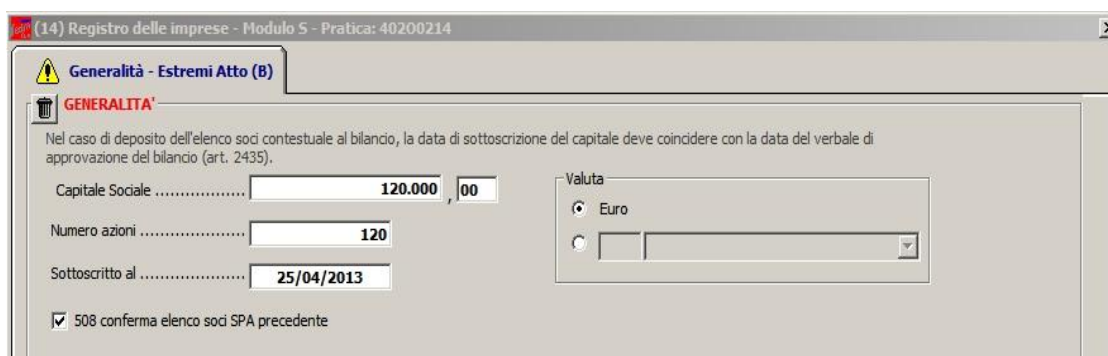 (14) Registro delle imprese - Modulo S - Pratica: 402O0214
Generalità - Estremi Atto (B)
GENERALITA'
Nel caso di deposito dell'elenco soci contestuale al bilancio, la data di sottoscrizione del capitale deve coincidere con la data del verbale di
approvazione del bilancio (art. 2435).
Capitale Sociale .................. 120.000 , 00
Valuta
Euro
Numero azioni ..................... 120
Sottoscritto al ..................... 25/04/2013
508 conferma elenco soci SPA precedente